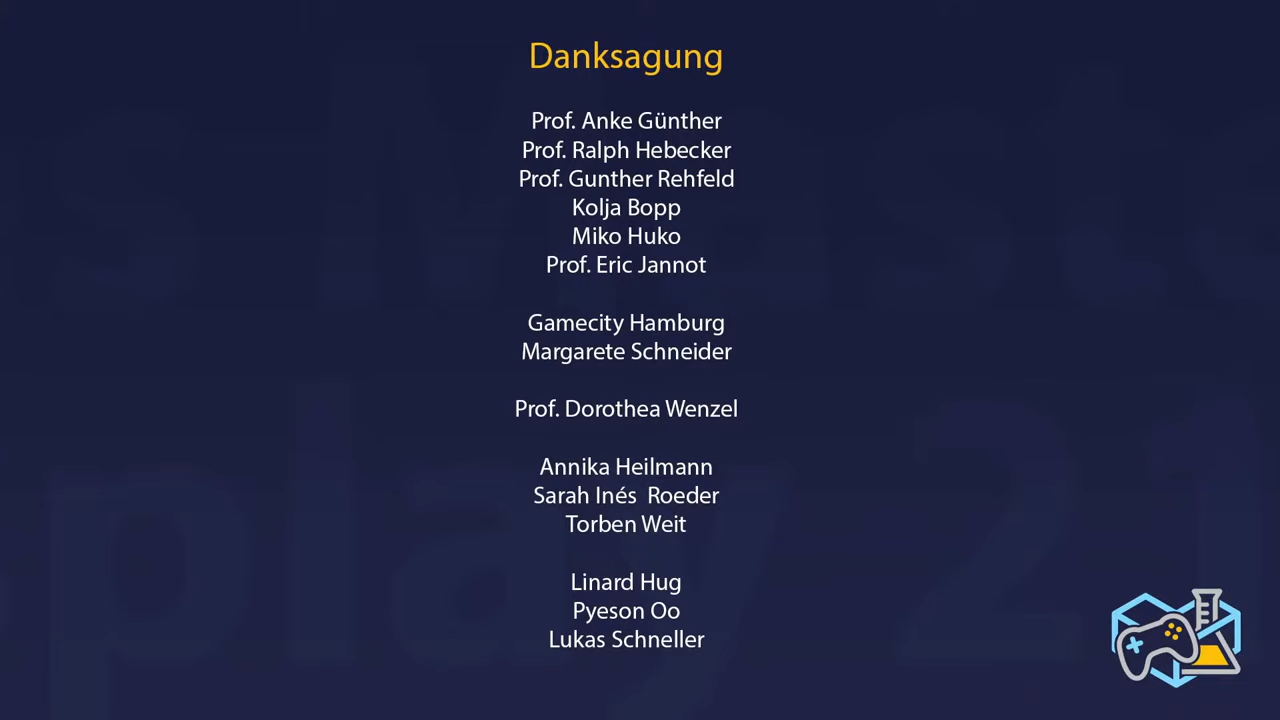 Danksagung
Prof. Anke Günther
Prof. Ralph Hebecker
Prof. Gunther Rehfeld
Kolja Bopp
Miko Huko
Prof. Eric Jannot
Gamecity Hamburg
Margarete Schneider
Prof. Dorothea Wenzel
Annika Heilmann
Sarah Inés Roeder
Torben Weit
Linard Hug
Pyeson Oo
Lukas Schneller